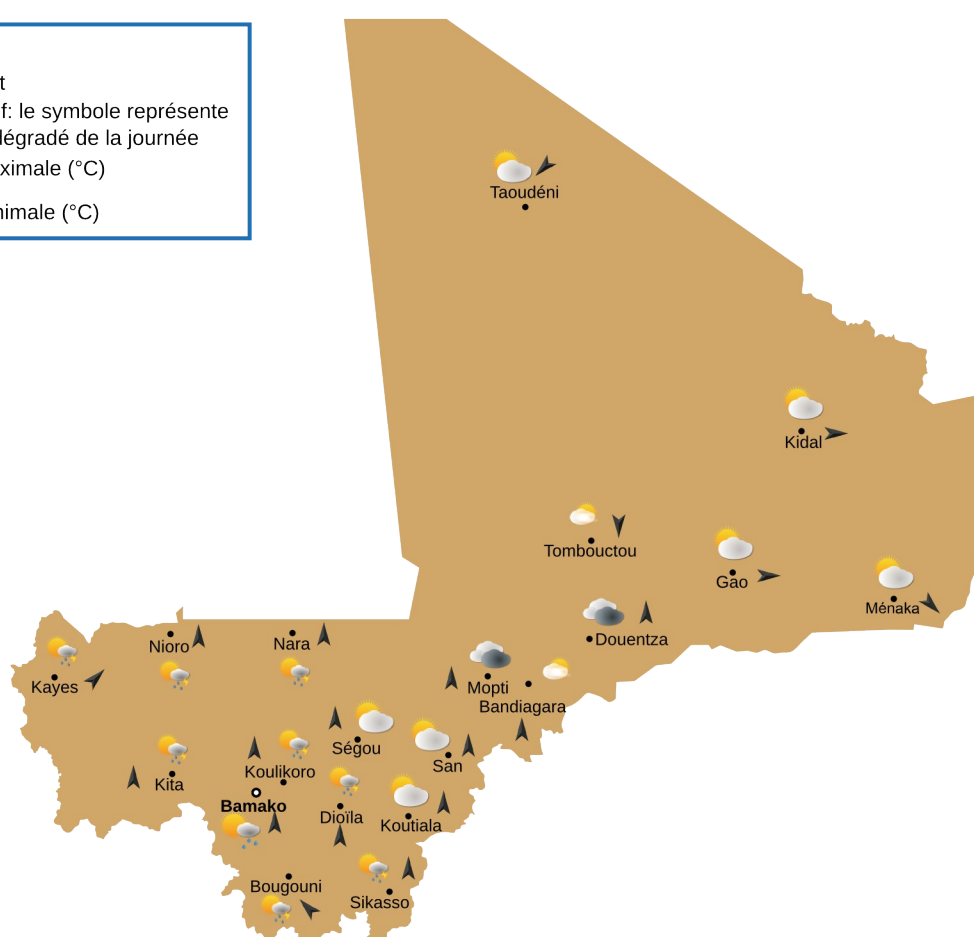 t
f: le symbole représente
dégradé de la journée
ximale (°C)
nimale (°C)
Taoudéni
Kidal
Tombouctou
Gao
Ménaka
Douentza
Nioro
Nara
Kayes
Mopti
Bandiagara
Ségou
San
Koulikoro
Kita
Bamako
Dioïla
Koutiala
Bougouni
Sikasso